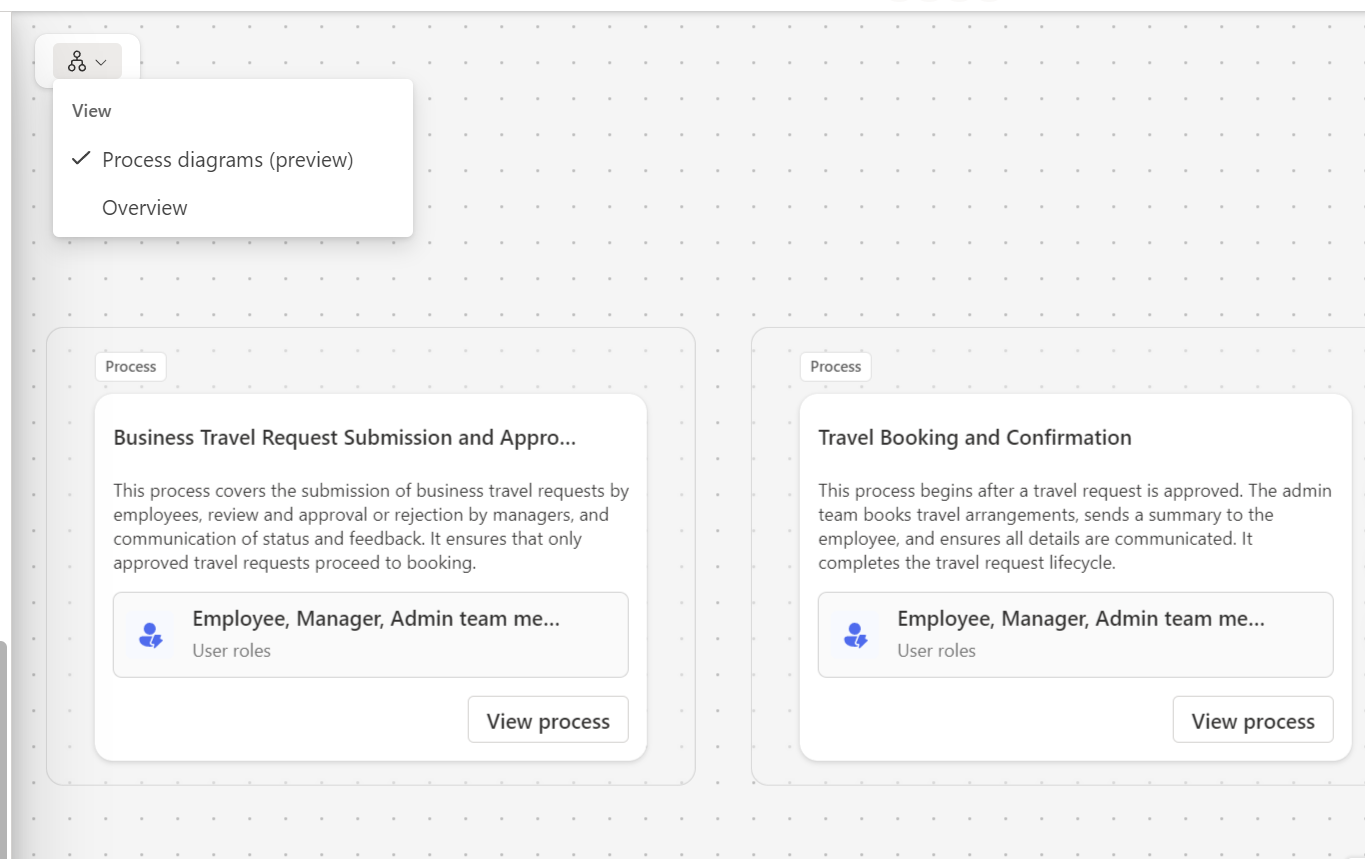 View
Process diagrams (preview)
Overview
Process
Business Travel Request Submission and Appro...
This process covers the submission of business travel requests by
employees, review and approval or rejection by managers, and
communication of status and feedback. It ensures that only
approved travel requests proceed to booking.
Employee, Manager, Admin team me...
User roles
View process
Process
Travel Booking and Confirmation
This process begins after a travel request is approved. The admin
team books travel arrangements, sends a summary to the
employee, and ensures all details are communicated. It
completes the travel request lifecycle.
Employee, Manager, Admin team me...
User roles
View process